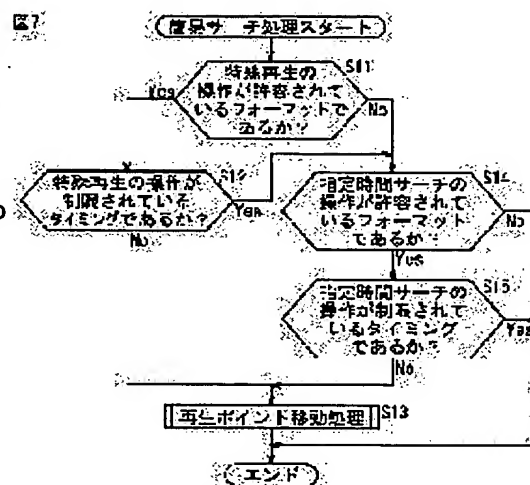 図7
簡易サーチ処理スタート
特殊再生の
操作が許容されて
いるフォーマットで
あるか?
S11
Yes
No
特殊再生の操作が
制限されている
タイミングであるか?
S12
Yes
No
指定時間サーチの
操作が許容されて
いるフォーマット
であるか?
S14
No
Yes
指定時間サーチの
操作が制限されて
いるタイミング
であるか?
S15
Yes
No
再生ポイント移動処理
S13
エンド